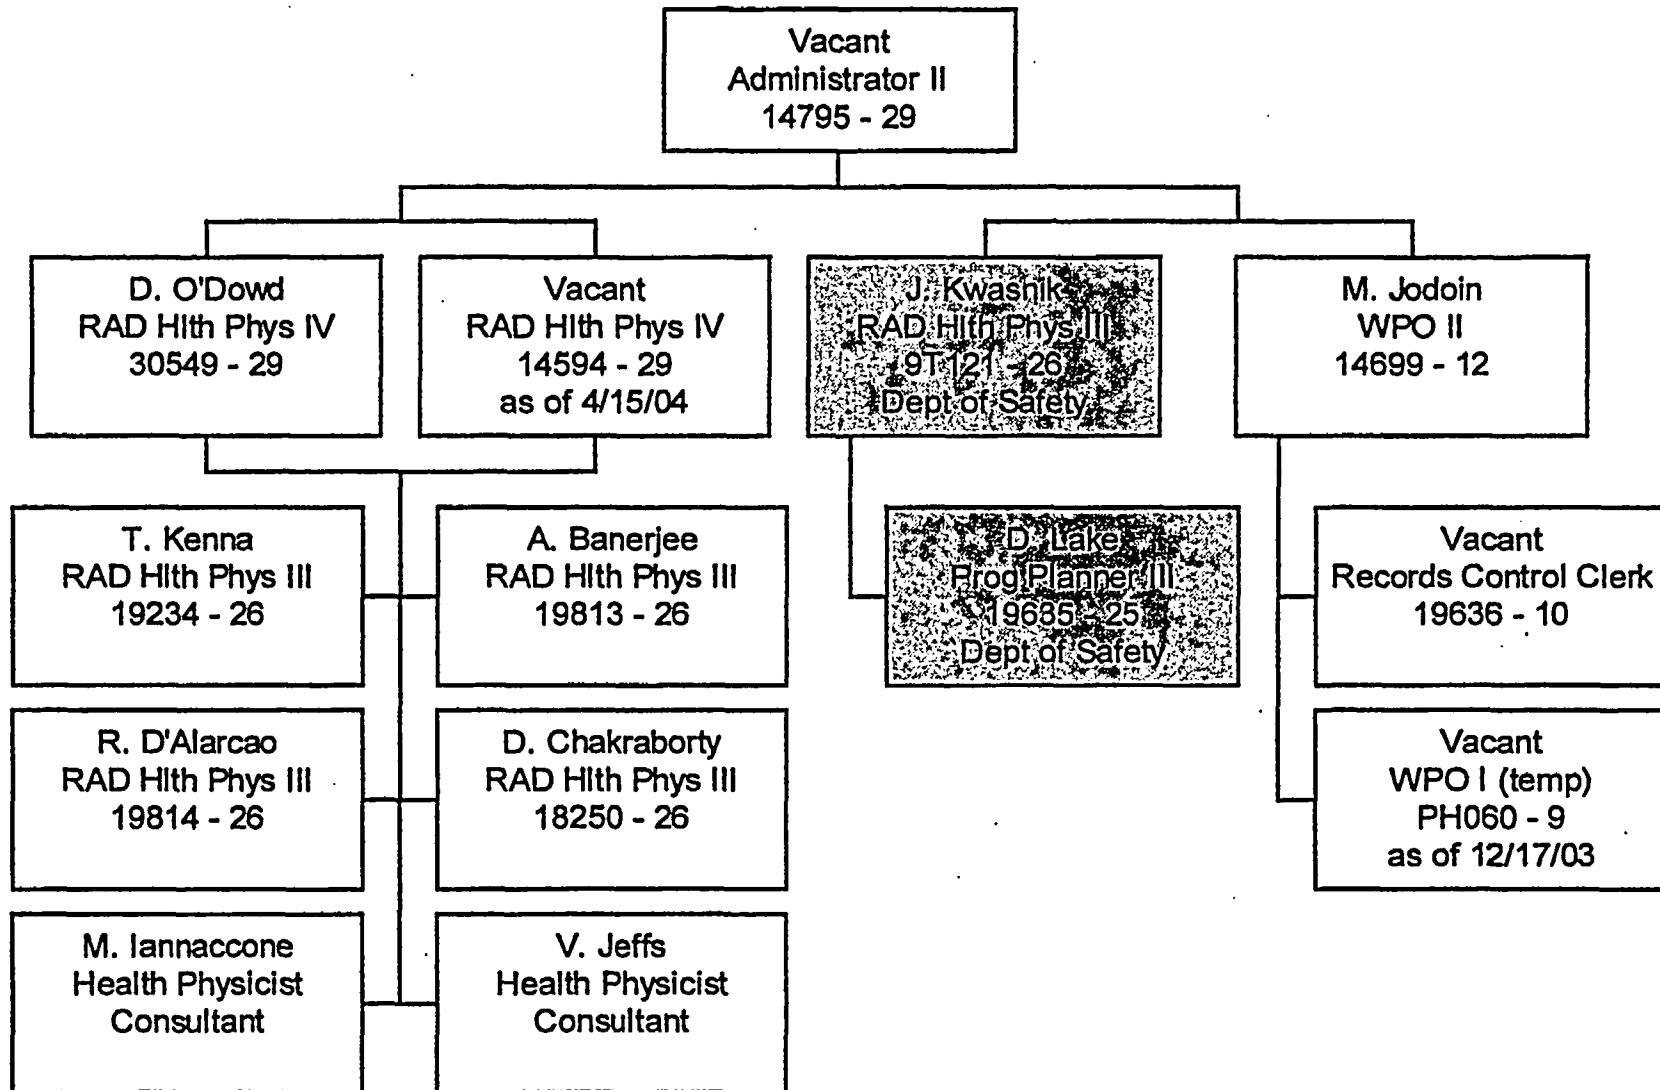 Vacant
Administrator II
14795 - 29
D. O'Dowd
RAD Hlth Phys IV
30549 - 29
Vacant
RAD Hlth Phys IV
14594 - 29
as of 4/15/04
J. Kwasnik
RAD Hlth Phys III
9T121 - 26
Dept of Safety
M. Jodoin
WPO II
14699 - 12
T. Kenna
RAD Hlth Phys III
19234 - 26
A. Banerjee
RAD Hlth Phys III
19813 - 26
D. Lake
Prog Planner III
19685 - 25
Dept of Safety
Vacant
Records Control Clerk
19636 - 10
R. D'Alarcao
RAD Hlth Phys III
19814 - 26
D. Chakraborty
RAD Hlth Phys III
18250 - 26
Vacant
WPO I (temp)
PH060 - 9
as of 12/17/03
M. Iannaccone
Health Physicist
Consultant
V. Jeffs
Health Physicist
Consultant